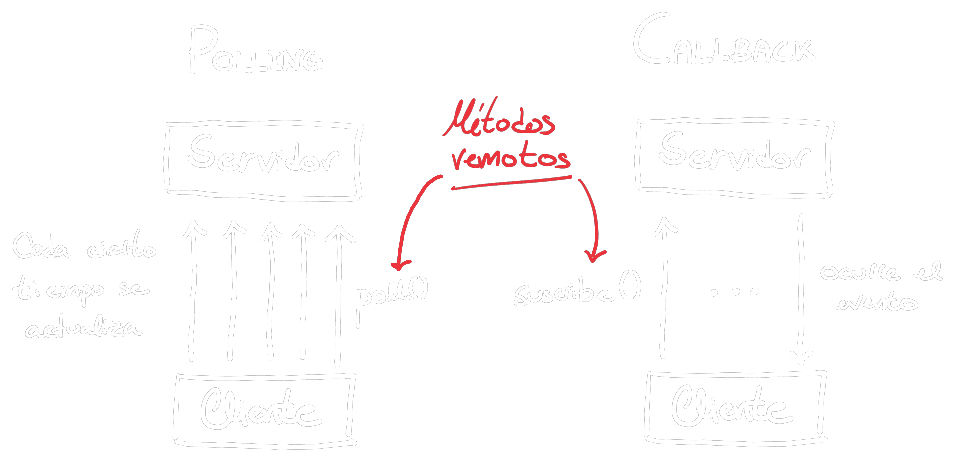 POLLING
CALLBACK
Métodos
remotos
Servidor
Servidor
Cada cierto
tiempo se
actualiza
poll()
suscribe()
...
ocurre el
evento
Cliente
Cliente